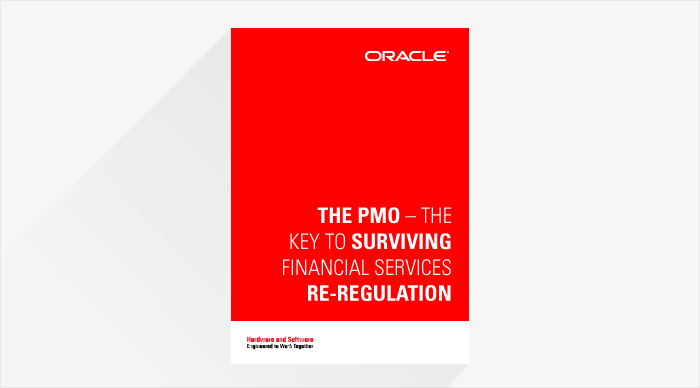 ORACLE
THE PMO – THE
KEY TO SURVIVING
FINANCIAL SERVICES
RE-REGULATION
Hardware and Software
Engineered to Work Together